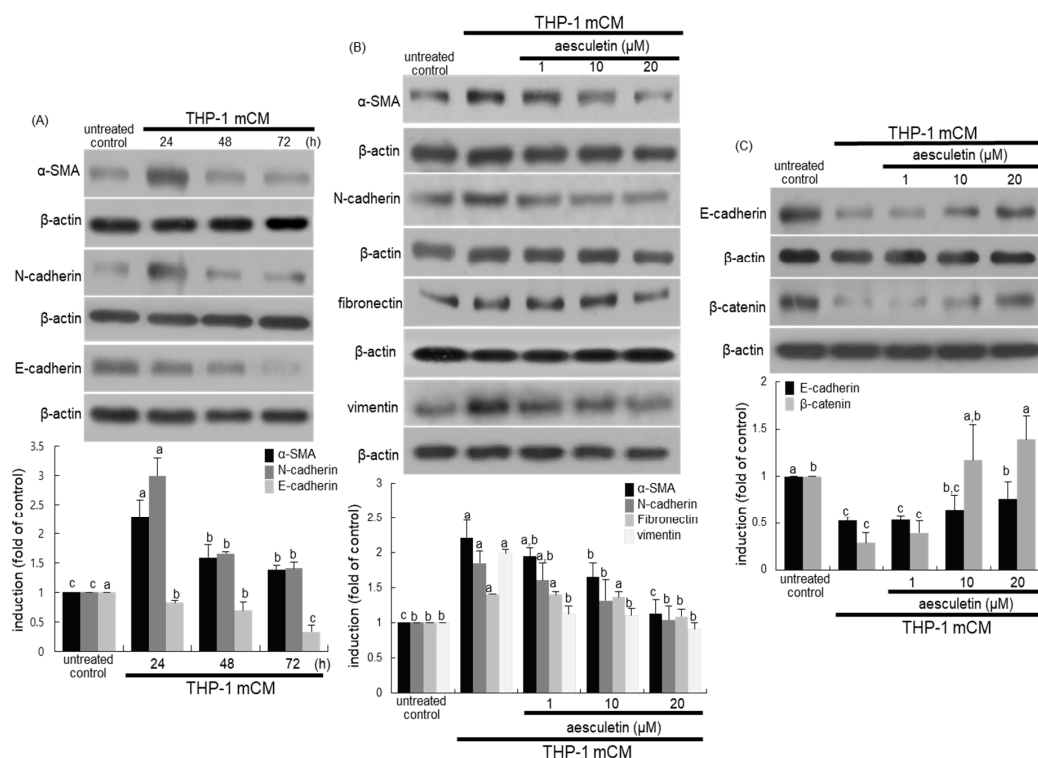 (A)
THP-1 mCM
untreated
control
24 48 72 (h)
α-SMA
β-actin
N-cadherin
β-actin
E-cadherin
β-actin
induction (fold of control)
3.5
3
2.5
2
1.5
1
0.5
0
α-SMA
N-cadherin
E-cadherin
c c a
a a b
b b b
b b c
untreated
control
24 48 72 (h)
THP-1 mCM
(B)
THP-1 mCM
untreated
control
aesculetin (μM)
1 10 20
α-SMA
β-actin
N-cadherin
β-actin
fibronectin
β-actin
vimentin
β-actin
induction (fold of control)
3
2.5
2
1.5
1
0.5
0
α-SMA
N-cadherin
Fibronectin
vimentin
c b b b
a a a a
a,b a,b a b
b b a b
c b b b
untreated
control
1 10 20
aesculetin (μM)
THP-1 mCM
(C)
THP-1 mCM
untreated
control
aesculetin (μM)
1 10 20
E-cadherin
β-actin
β-catenin
β-actin
induction (fold of control)
2
1.5
1
0.5
0
E-cadherin
β-catenin
a b
c c
c c
b,c a,b
b a
untreated
control
1 10 20
aesculetin (μM)
THP-1 mCM